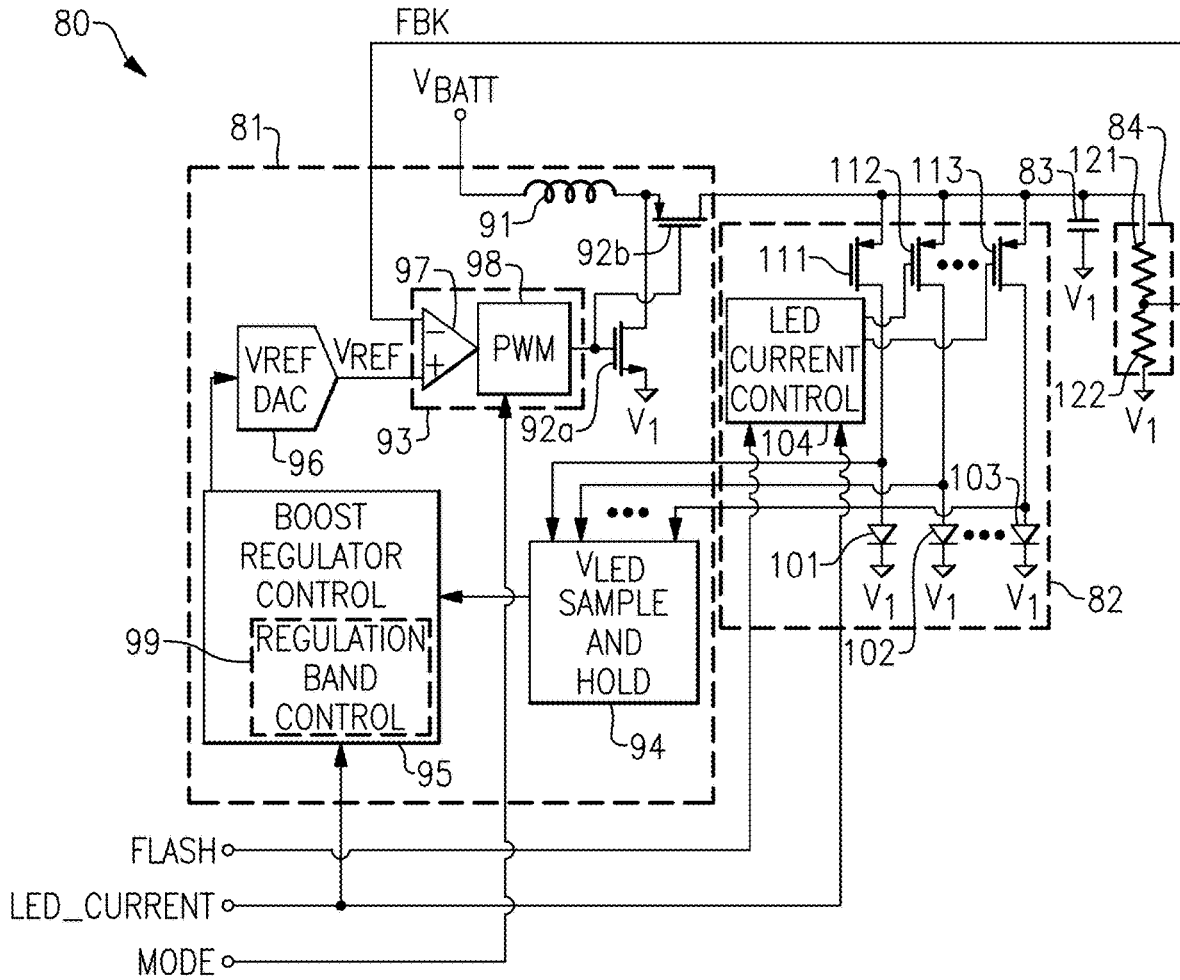 80
FBK
VBATT
81
84
112
113
83
121
91
92b
97
98
111
V1
VREF
DAC
VREF
PWM
LED
CURRENT
CONTROL
122
V1
96
93
92a
V1
104
103
BOOST
REGULATOR
CONTROL
VLED
SAMPLE
AND
HOLD
101
V1
V1
V1
82
99
REGULATION
BAND
CONTROL
102
94
95
FLASH
LED_CURRENT
MODE